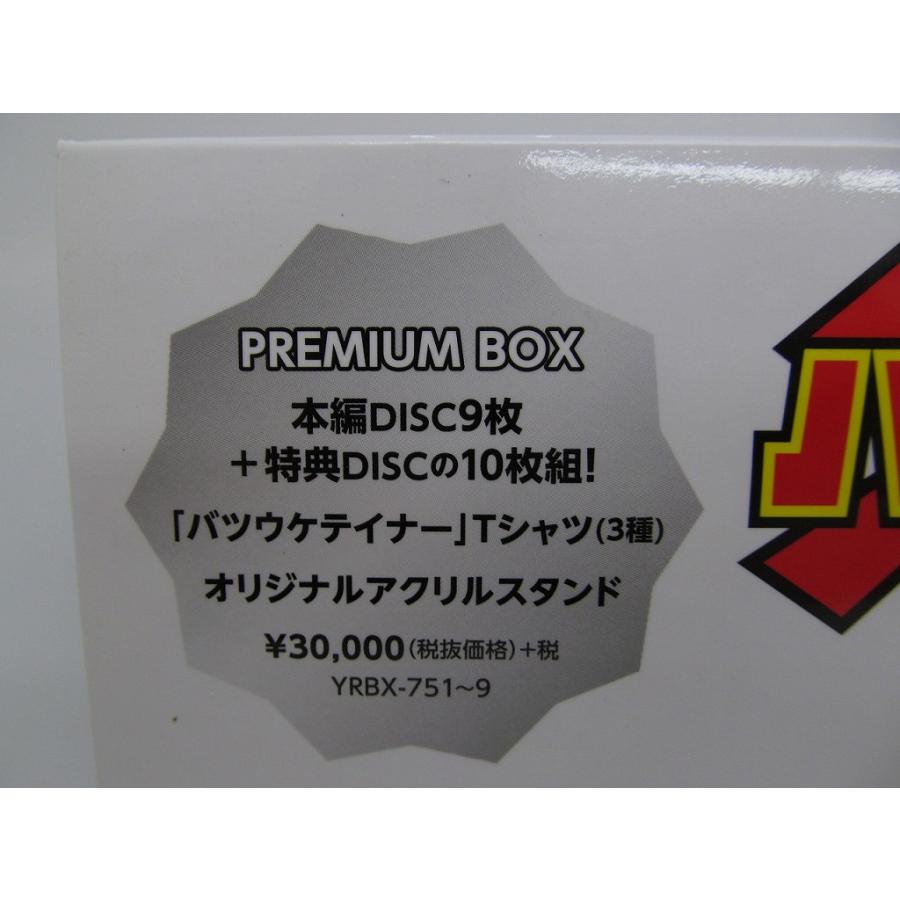 PREMIUM BOX
本編DISC9枚
＋特典DISCの10枚組!
「バツウケテイナー」Tシャツ(3種)
オリジナルアクリルスタンド
¥30,000(税抜価格)+税
YRBX-751〜9
バ